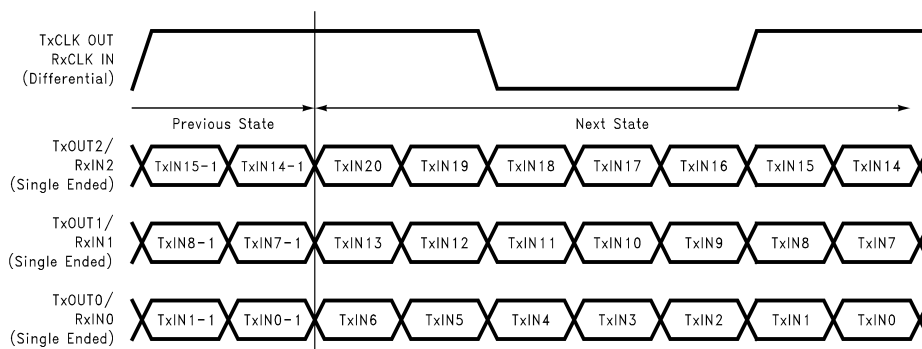 TxCLK OUT
RxCLK IN
(Differential)
Previous State
Next State
TxOUT2/
RxIN2
(Single Ended)
TxIN15-1 TxIN14-1 TxIN20 TxIN19 TxIN18 TxIN17 TxIN16 TxIN15 TxIN14
TxOUT1/
RxIN1
(Single Ended)
TxIN8-1 TxIN7-1 TxIN13 TxIN12 TxIN11 TxIN10 TxIN9 TxIN8 TxIN7
TxOUT0/
RxIN0
(Single Ended)
TxIN1-1 TxIN0-1 TxIN6 TxIN5 TxIN4 TxIN3 TxIN2 TxIN1 TxIN0